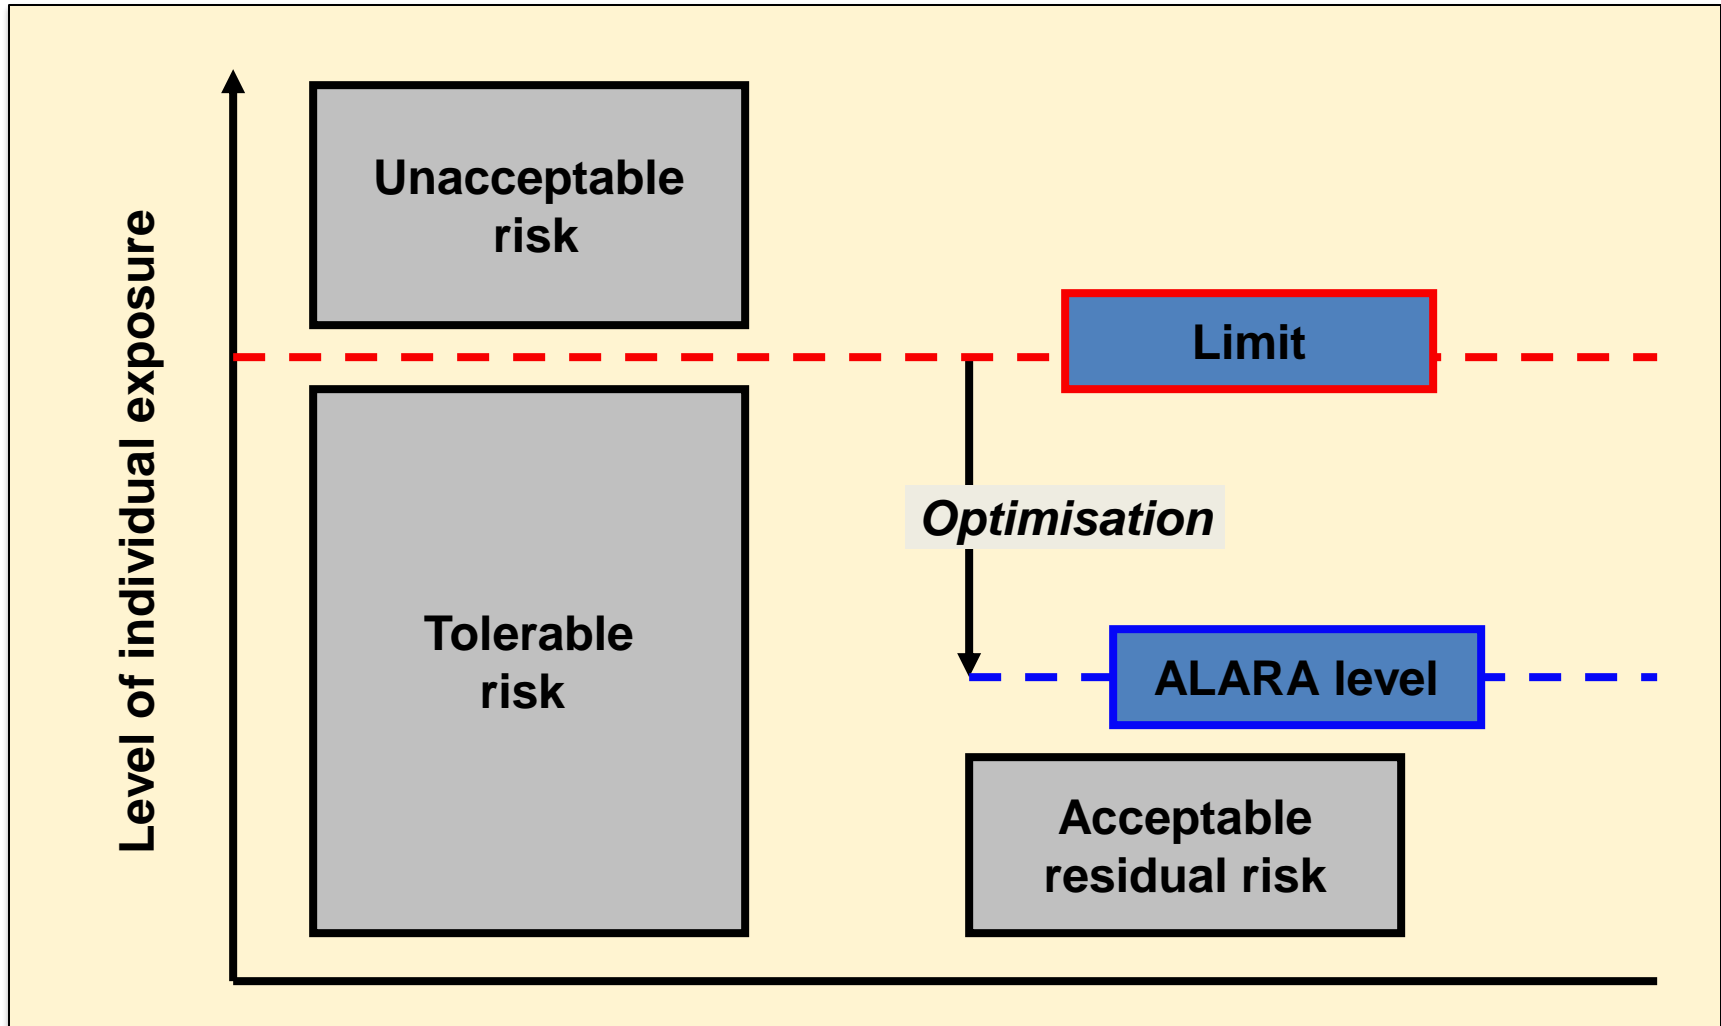 Level of individual exposure
Unacceptable
risk
Limit
Optimisation
Tolerable
risk
ALARA level
Acceptable
residual risk